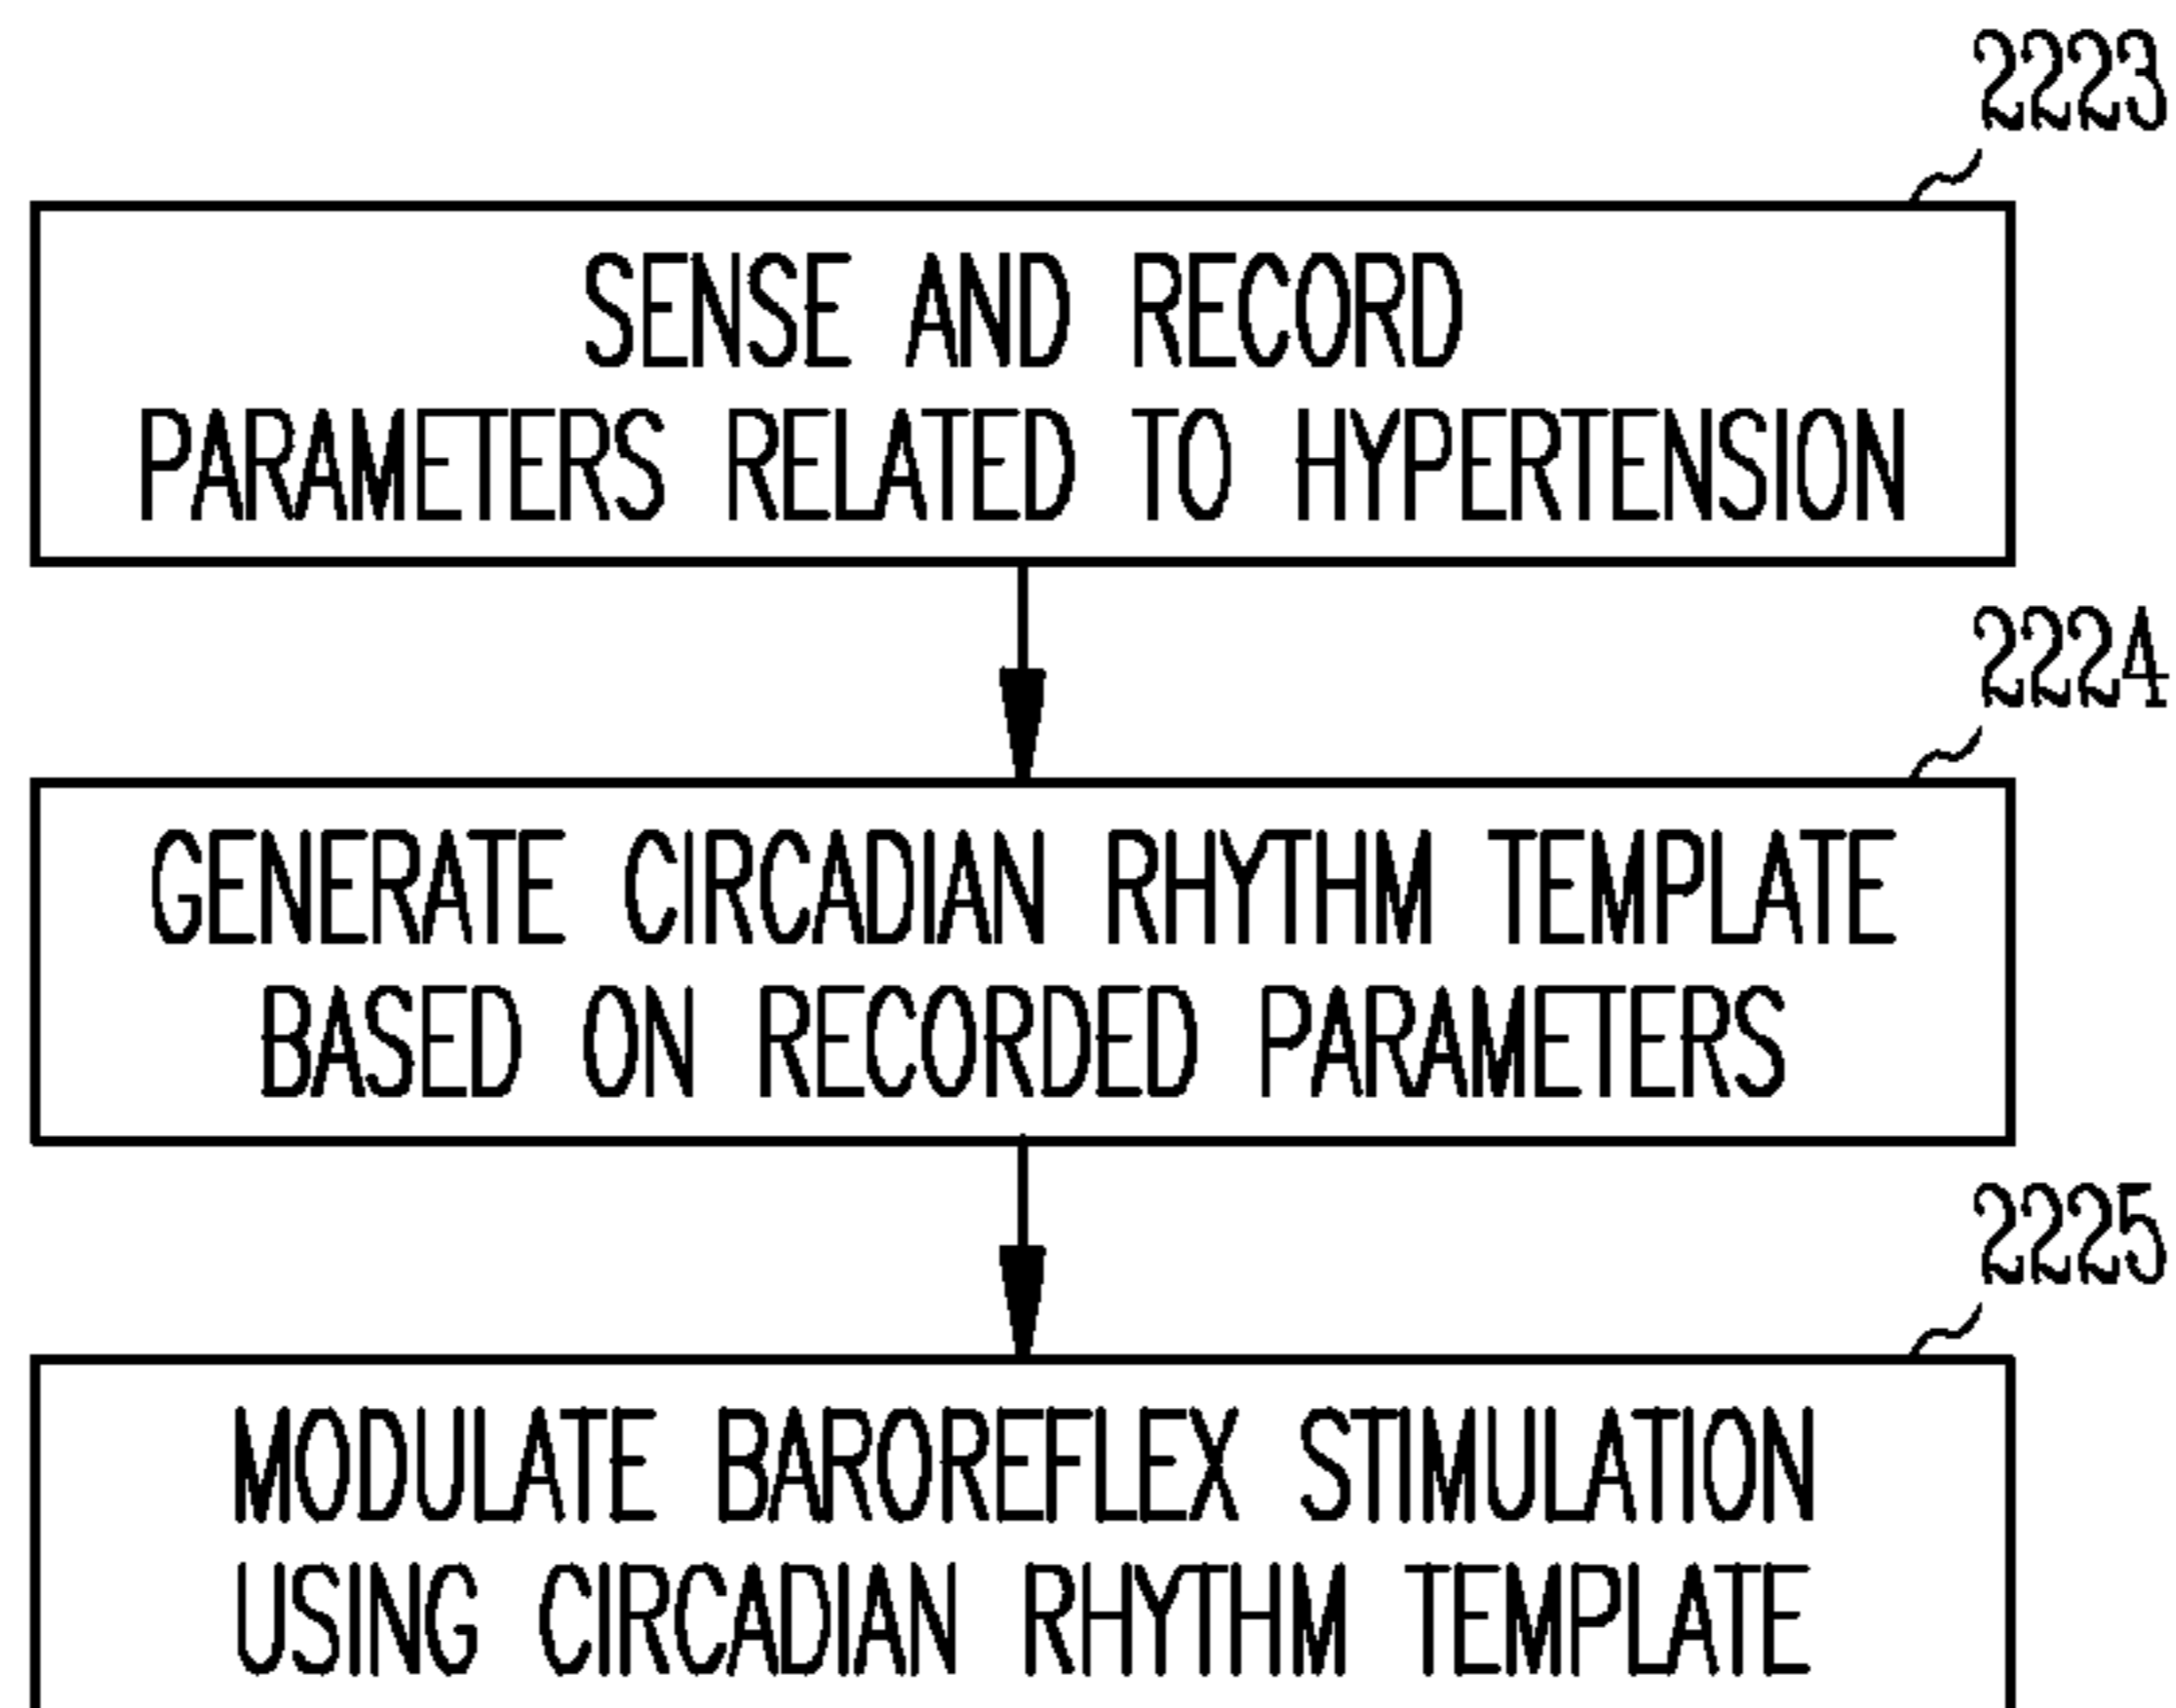 2223
SENSE AND RECORD
PARAMETERS RELATED TO HYPERTENSION
2224
GENERATE CIRCADIAN RHYTHM TEMPLATE
BASED ON RECORDED PARAMETERS
2225
MODULATE BAROREFLEX STIMULATION
USING CIRCADIAN RHYTHM TEMPLATE